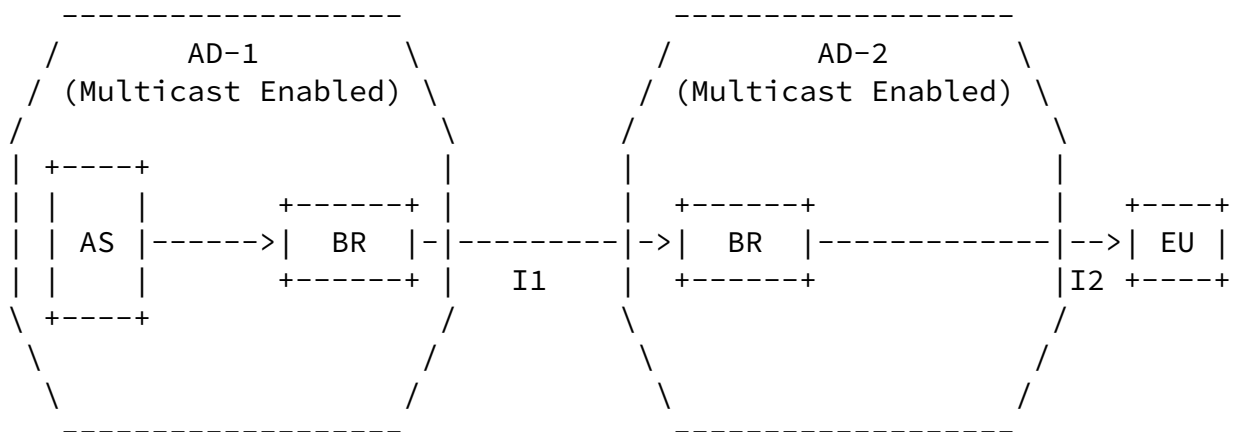 AD-1 AD-2
(Multicast Enabled) (Multicast Enabled)
AS BR BR EU
I1 I2